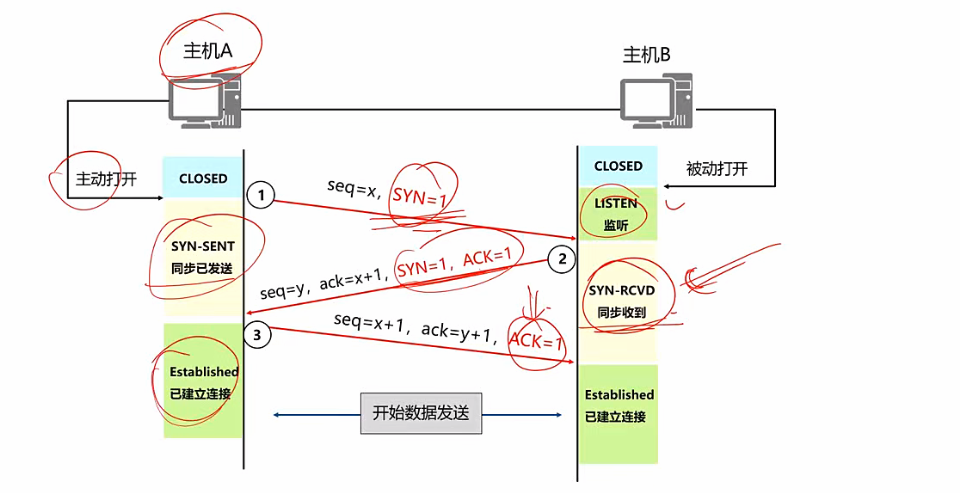 主机A
主机B
主动打开
CLOSED
①
seq=x, SYN=1
CLOSED
被动打开
LISTEN
监听
SYN-SENT
同步已发送
②
seq=y, ack=x+1, SYN=1, ACK=1
SYN-RCVD
同步收到
③
seq=x+1, ack=y+1, ACK=1
Established
已建立连接
开始数据发送
Established
已建立连接